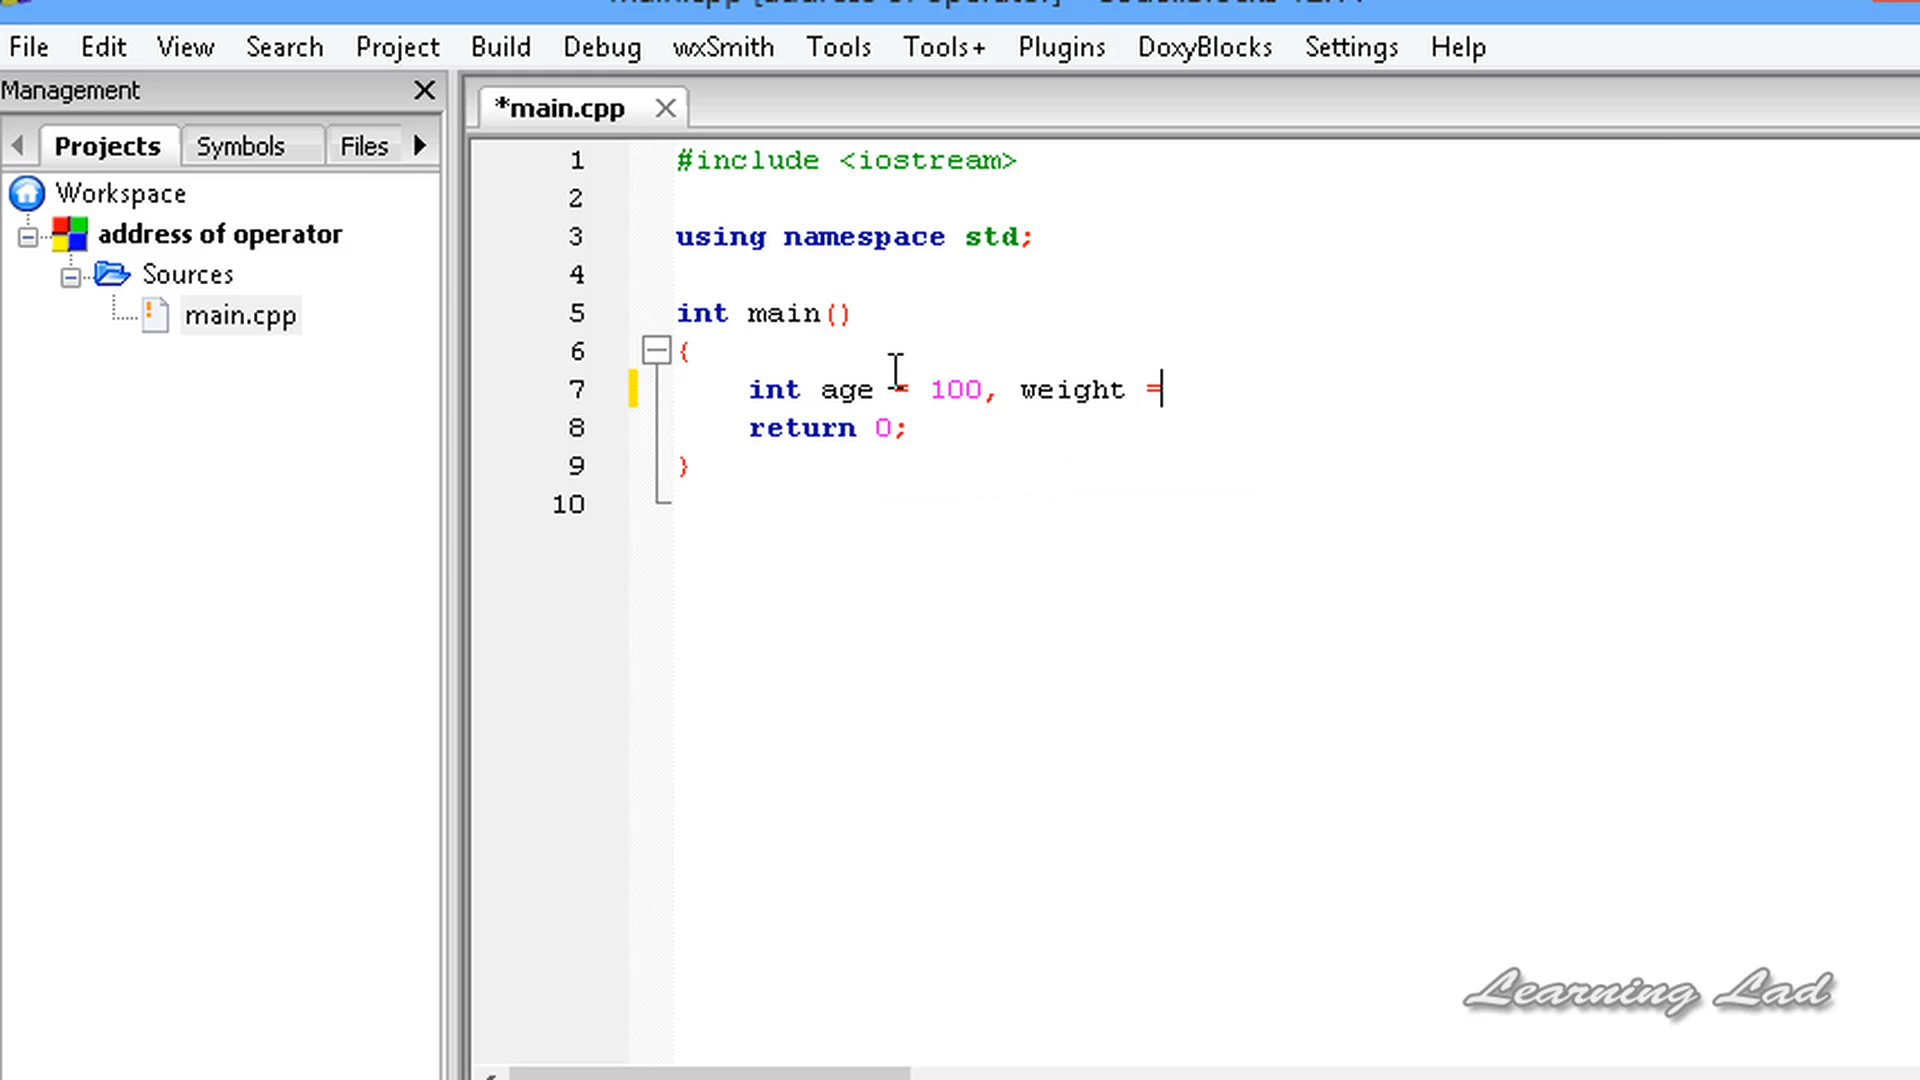 File Edit View Search Project Build Debug wxSmith Tools Tools+ Plugins DoxyBlocks Settings Help
Management
*main.cpp
Projects Symbols Files
Workspace
address of operator
Sources
main.cpp
1 #include <iostream>
2
3 using namespace std;
4
5 int main()
6 {
7 int age = 100, weight =
8 return 0;
9 }
10
Learning Lad